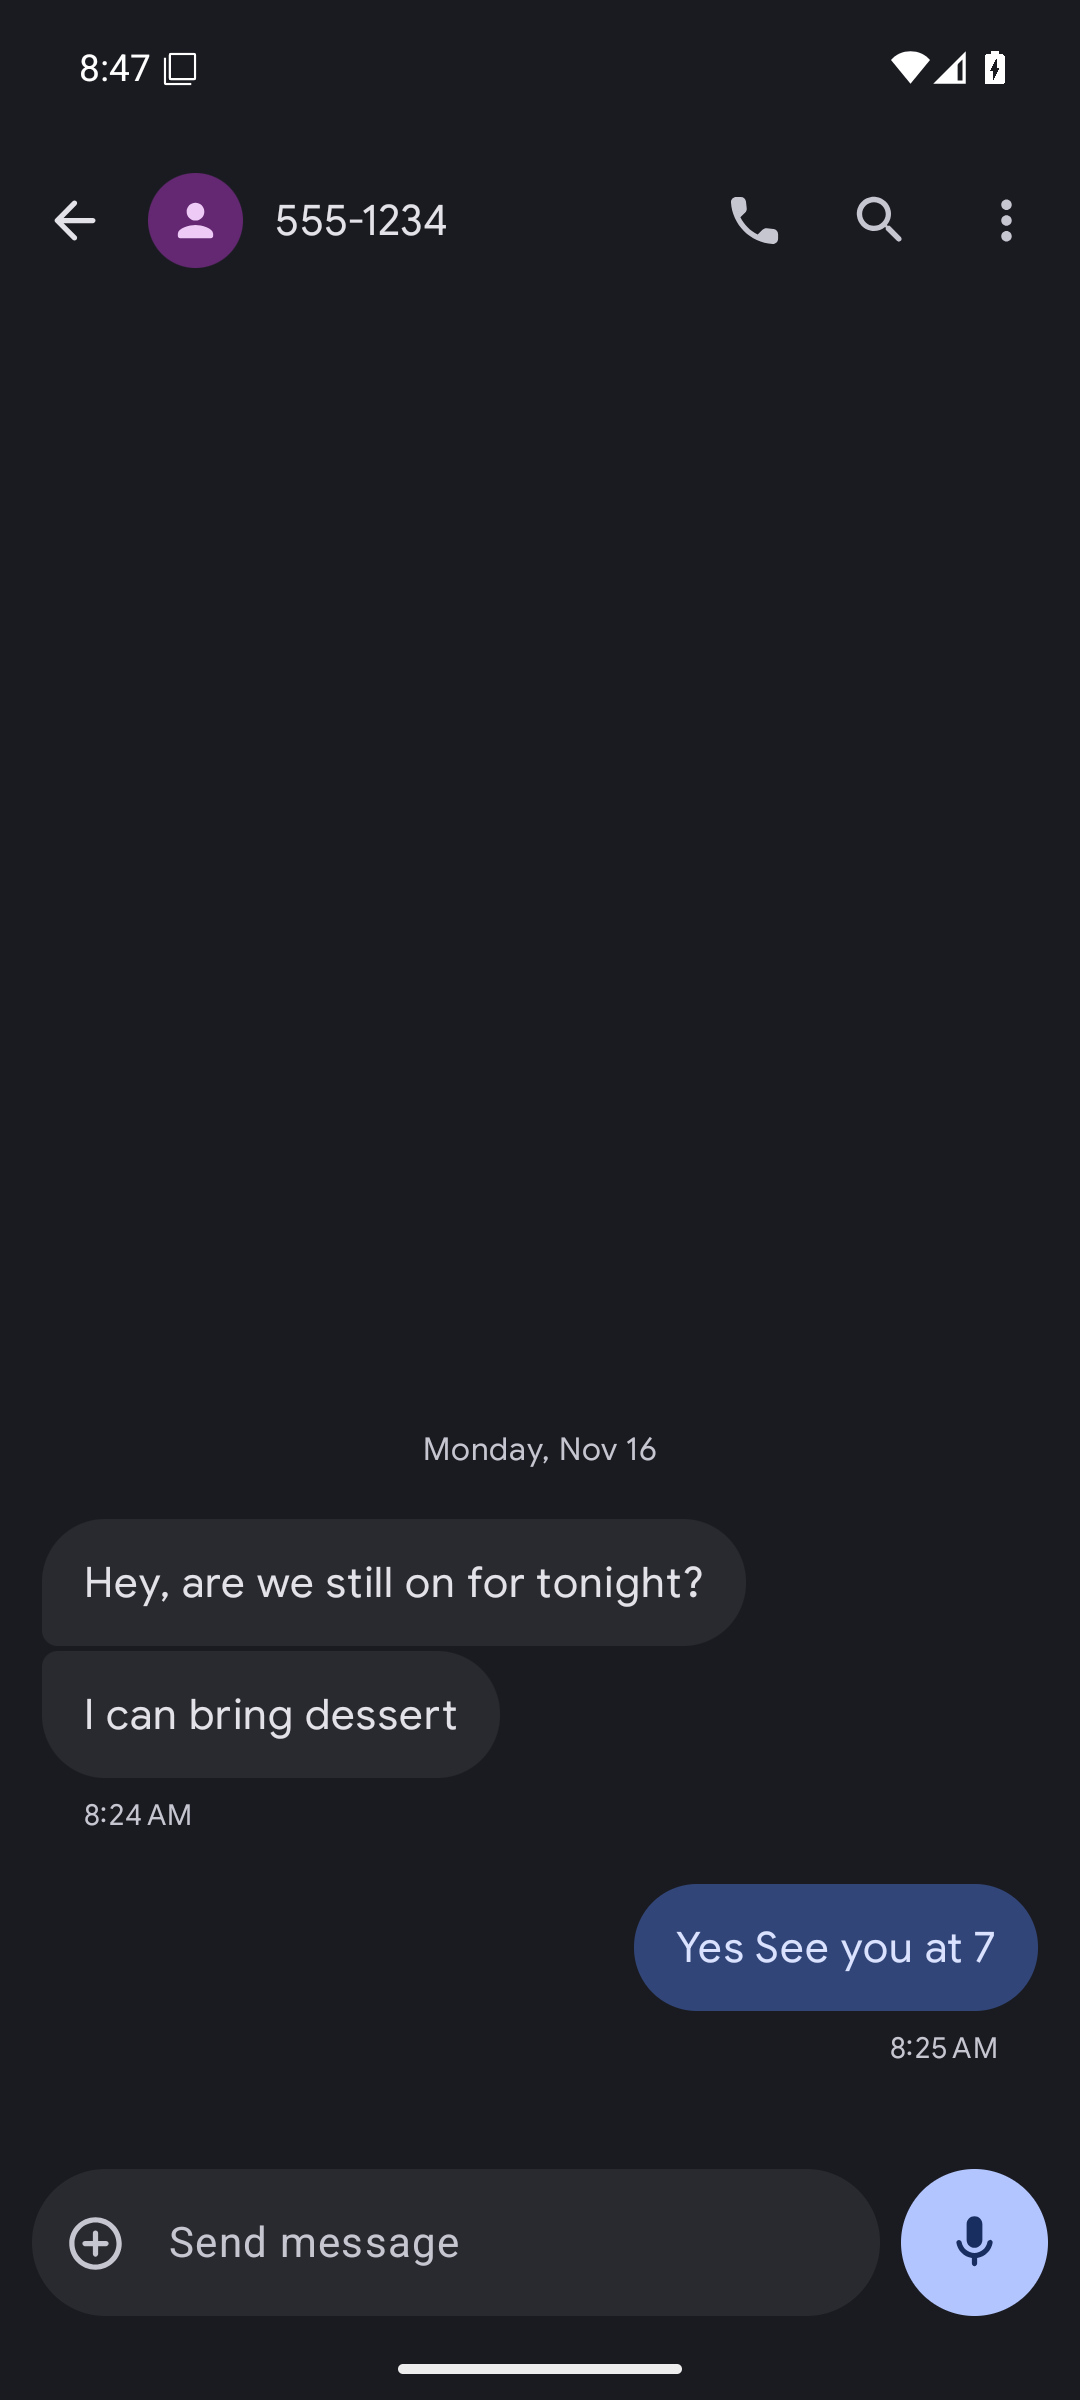 8:47
555-1234
Monday, Nov 16
Hey, are we still on for tonight?
I can bring dessert
8:24 AM
Yes See you at 7
8:25 AM
Send message